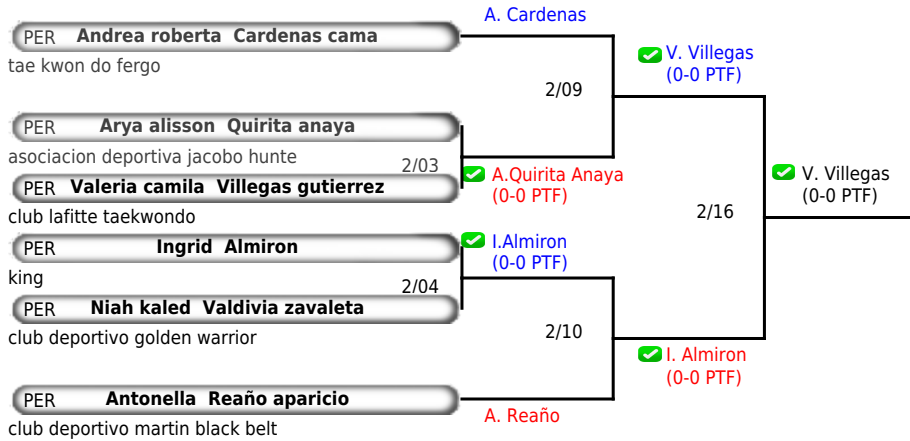 A. Cardenas
PER Andrea roberta Cardenas cama
tae kwon do fergo
V. Villegas
(0-0 PTF)
2/09
PER Arya alisson Quirita anaya
asociacion deportiva jacobo hunte
2/03
A.Quirita Anaya
(0-0 PTF)
PER Valeria camila Villegas gutierrez
club lafitte taekwondo
V. Villegas
(0-0 PTF)
2/16
PER Ingrid Almiron
king
I.Almiron
(0-0 PTF)
2/04
PER Niah kaled Valdivia zavaleta
club deportivo golden warrior
2/10
I. Almiron
(0-0 PTF)
PER Antonella Reaño aparicio
club deportivo martin black belt
A. Reaño